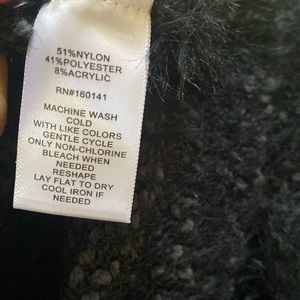 51%NYLON
41%POLYESTER
8%ACRYLIC
RN#160141
MACHINE WASH
COLD
WITH LIKE COLORS
GENTLE CYCLE
ONLY NON-CHLORINE
BLEACH WHEN
NEEDED
RESHAPE
LAY FLAT TO DRY
COOL IRON IF
NEEDED